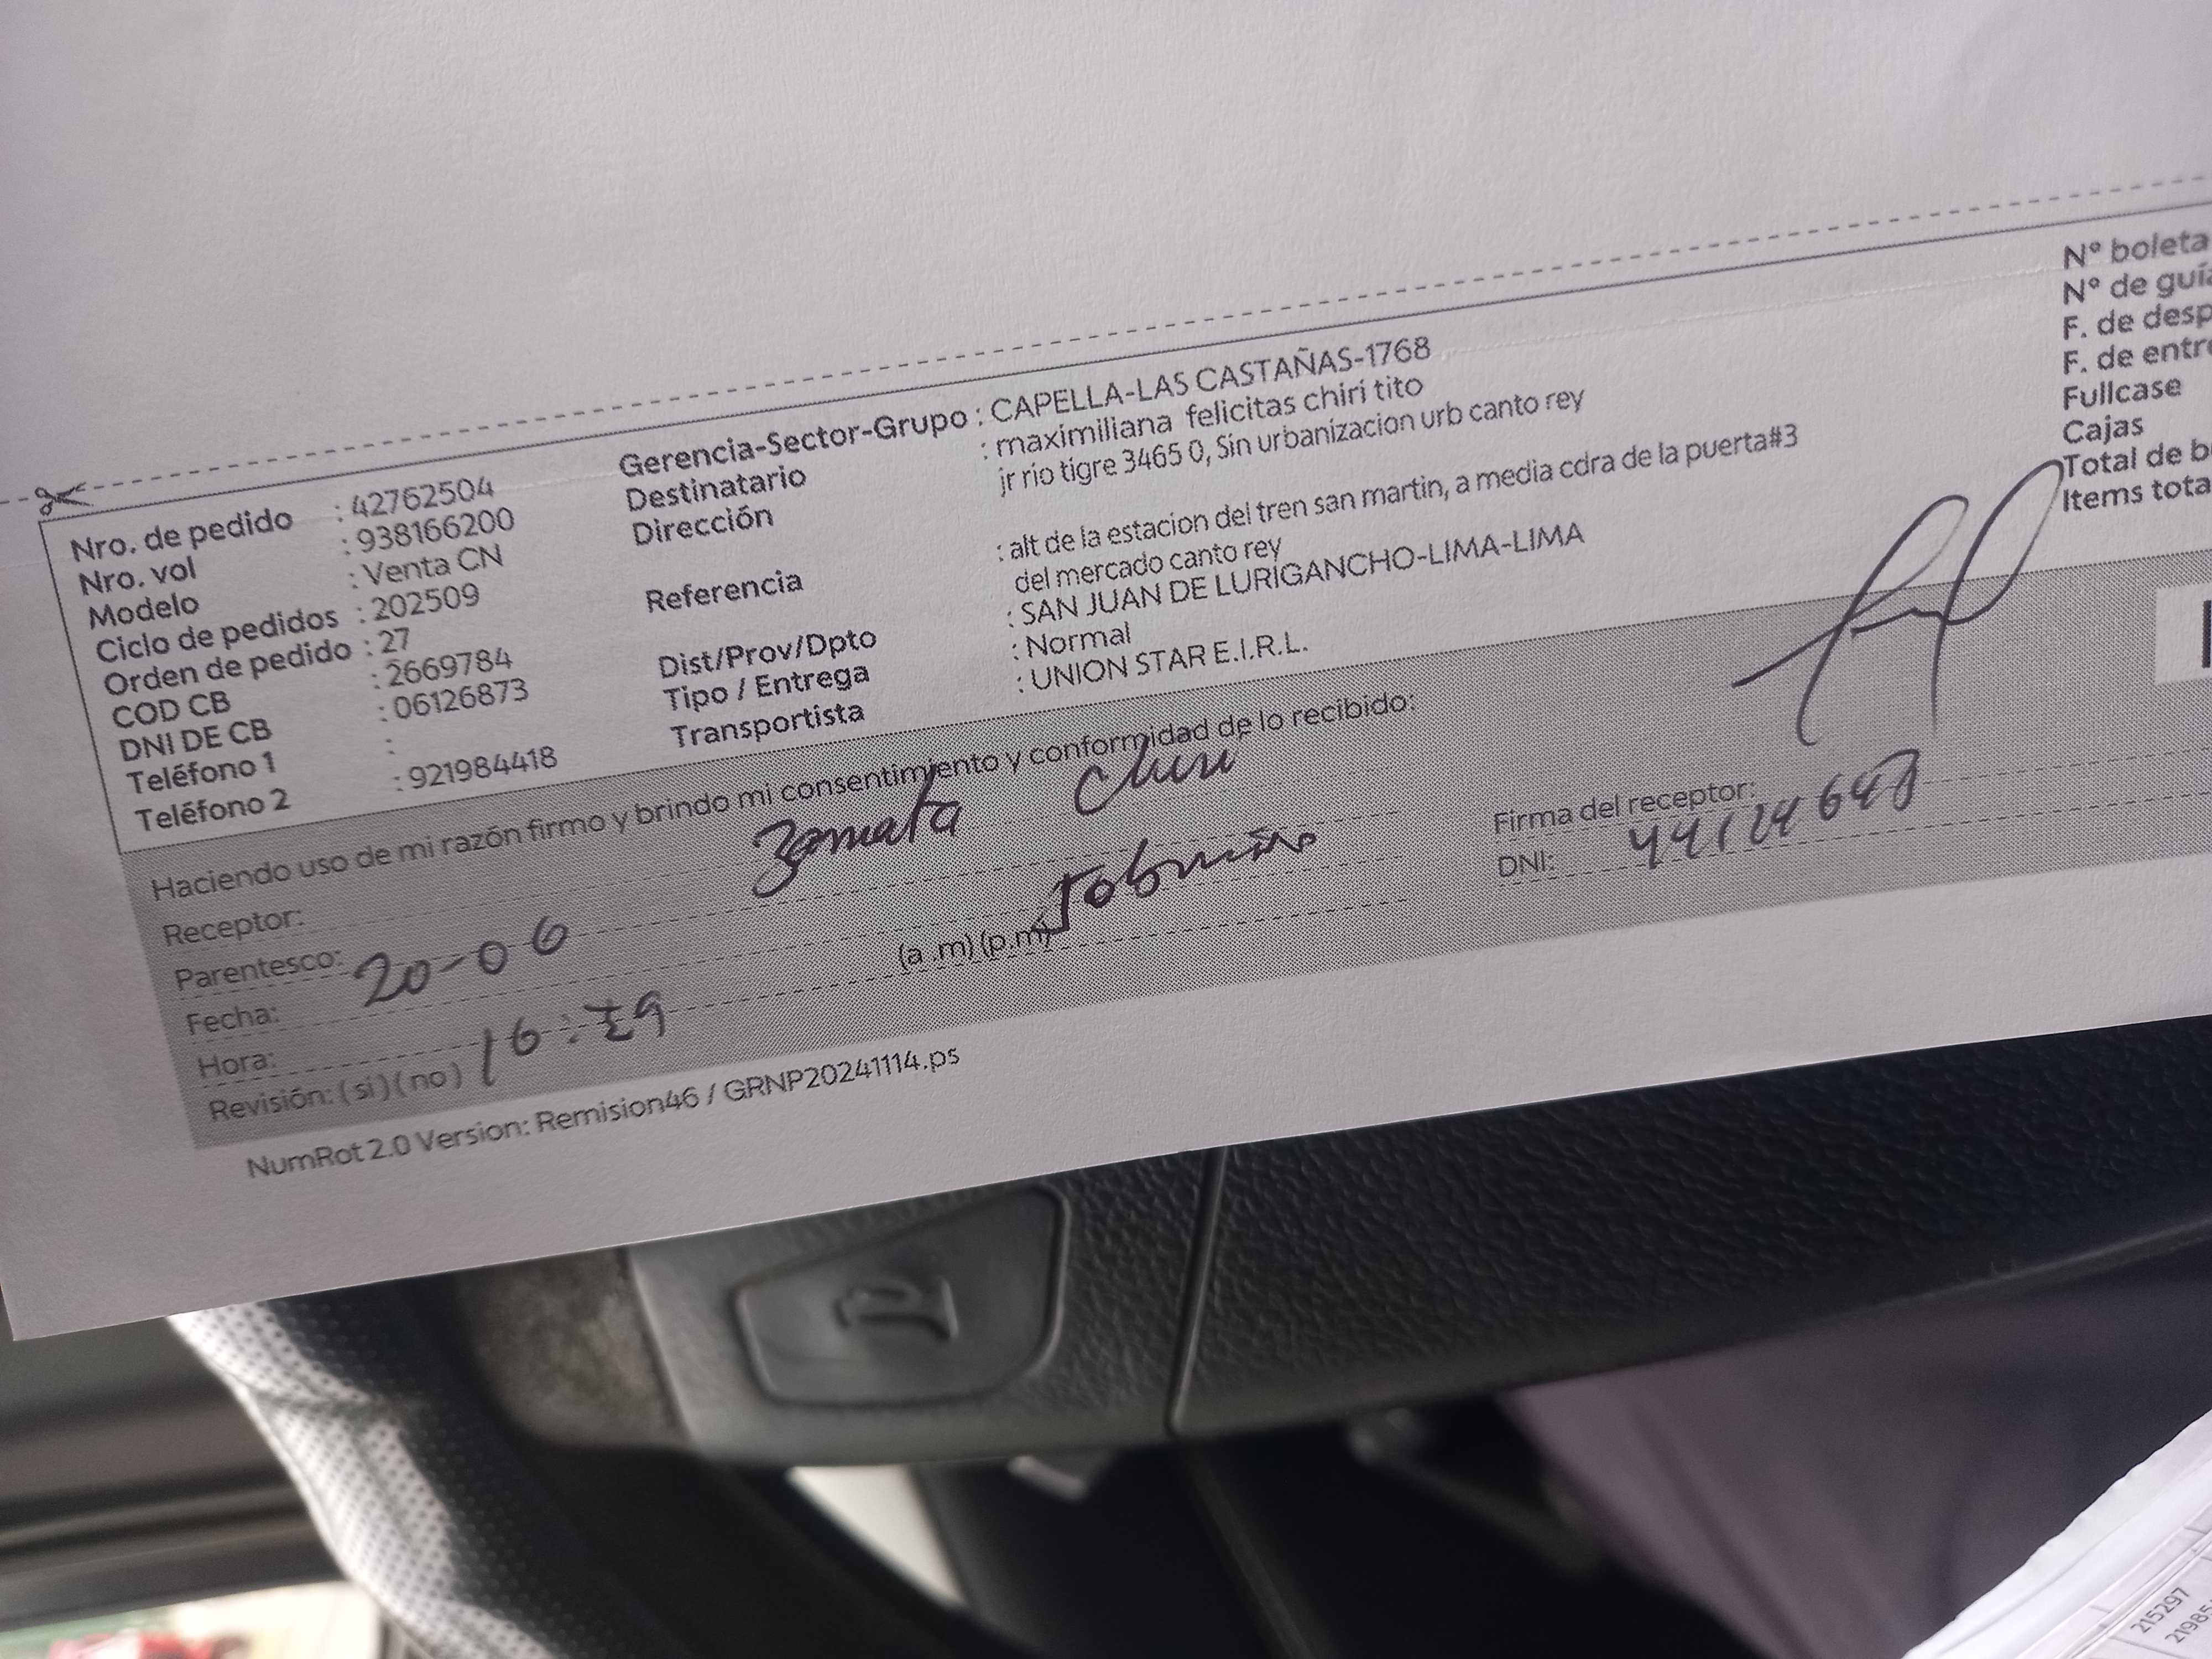 Nro. de pedido : 42762504
Nro. vol : 938166200
Modelo : Venta CN
Ciclo de pedidos : 202509
Orden de pedido : 27
COD CB : 2669784
DNI DE CB : 06126873
Teléfono 1 :
Teléfono 2 : 921984418
Gerencia-Sector-Grupo : CAPELLA-LAS CASTAÑAS-1768
Destinatario : maximiliana felicitas chiri tito
Dirección jr rio tigre 3465 0, Sin urbanizacion urb canto rey
Referencia : alt de la estacion del tren san martin, a media cdra de la puerta#3
del mercado canto rey
Dist/Prov/Dpto : SAN JUAN DE LURIGANCHO-LIMA-LIMA
Tipo / Entrega : Normal
Transportista : UNION STAR E.I.R.L.
N° boleta
N° de guía
F. de desp
F. de entre
Fullcase
Cajas
Total de b
Items tota
Haciendo uso de mi razón firmo y brindo mi consentimiento y conformidad de lo recibido:
Receptor: Zamata Chiri
Parentesco: sobrino
Fecha: 20-06
Hora: (a.m) (p.m)
Revisión: (si) (no) 16:
Firma del receptor:
DNI:
NumRot 2.0 Version: Remision46 / GRNP20241114.ps
215297